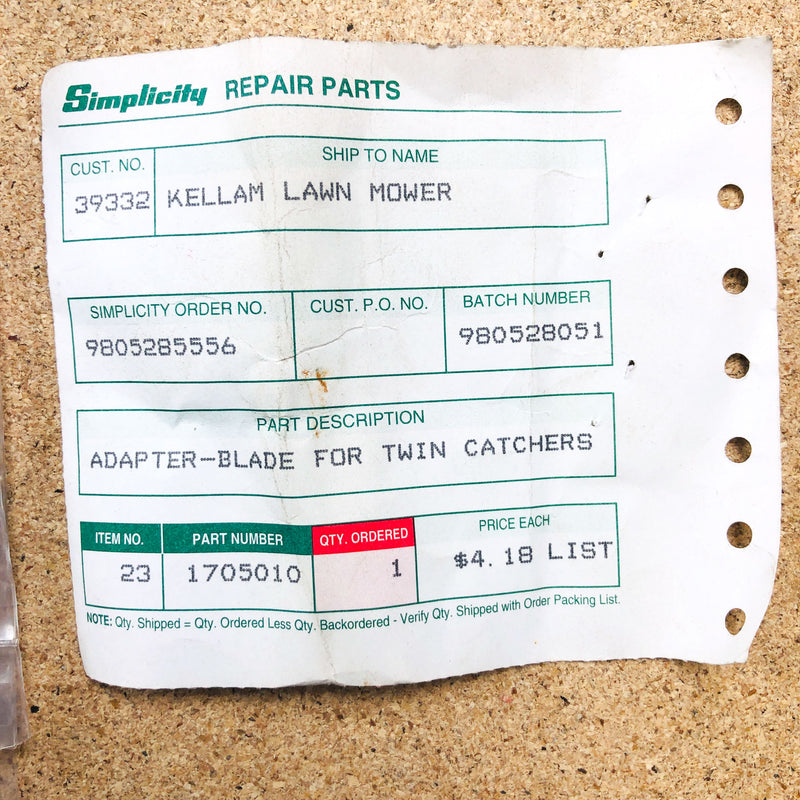 Simplicity REPAIR PARTS
CUST. NO. SHIP TO NAME
39332 KELLAM LAWN MOWER
SIMPLICITY ORDER NO. CUST. P.O. NO. BATCH NUMBER
9805285556 980528051
PART DESCRIPTION
ADAPTER-BLADE FOR TWIN CATCHERS
ITEM NO. PART NUMBER QTY. ORDERED PRICE EACH
23 1705010 1 $4.18 LIST
NOTE: Qty. Shipped = Qty. Ordered Less Qty. Backordered - Verify Qty. Shipped with Order Packing List.